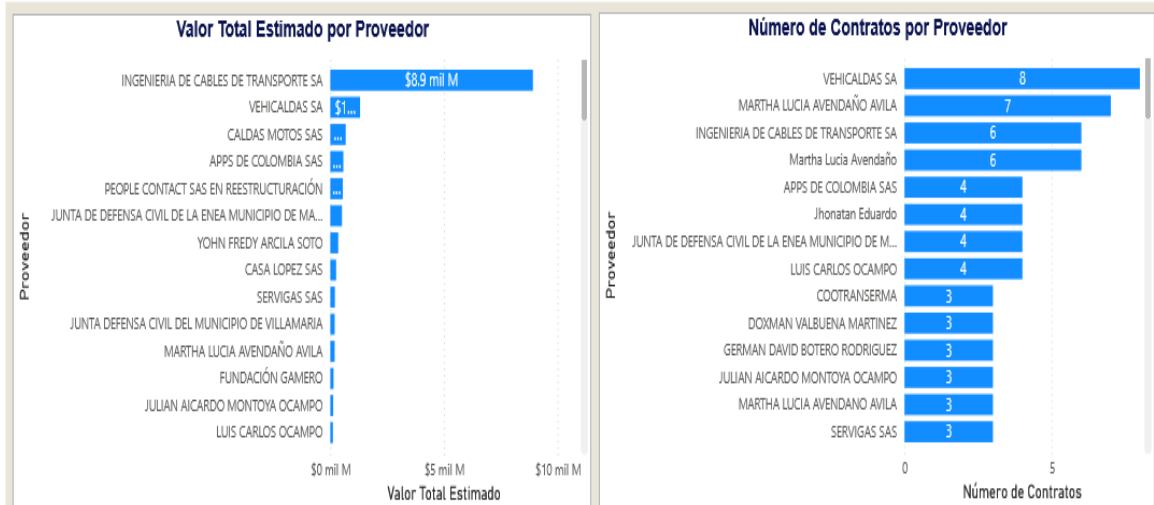 Valor Total Estimado por Proveedor
INGENIERIA DE CABLES DE TRANSPORTE SA
$8.9 mil M
VEHICALDAS SA
$1...
CALDAS MOTOS SAS
...
APPS DE COLOMBIA SAS
...
PEOPLE CONTACT SAS EN REESTRUCTURACIÓN
...
JUNTA DE DEFENSA CIVIL DE LA ENEA MUNICIPIO DE MA...
YOHN FREDY ARCILA SOTO
CASA LOPEZ SAS
SERVIGAS SAS
JUNTA DEFENSA CIVIL DEL MUNICIPIO DE VILLAMARIA
MARTHA LUCIA AVENDAÑO AVILA
FUNDACIÓN GAMERO
JULIAN AICARDO MONTOYA OCAMPO
LUIS CARLOS OCAMPO
Proveedor
$0 mil M
$5 mil M
$10 mil M
Valor Total Estimado
Número de Contratos por Proveedor
VEHICALDAS SA
8
MARTHA LUCIA AVENDAÑO AVILA
7
INGENIERIA DE CABLES DE TRANSPORTE SA
6
Martha Lucia Avendaño
6
APPS DE COLOMBIA SAS
4
Jhonatan Eduardo
4
JUNTA DE DEFENSA CIVIL DE LA ENEA MUNICIPIO DE M...
4
LUIS CARLOS OCAMPO
4
COOTRANSERMA
3
DOXMAN VALBUENA MARTINEZ
3
GERMAN DAVID BOTERO RODRIGUEZ
3
JULIAN AICARDO MONTOYA OCAMPO
3
MARTHA LUCIA AVENDANO AVILA
3
SERVIGAS SAS
3
Proveedor
0
5
Número de Contratos